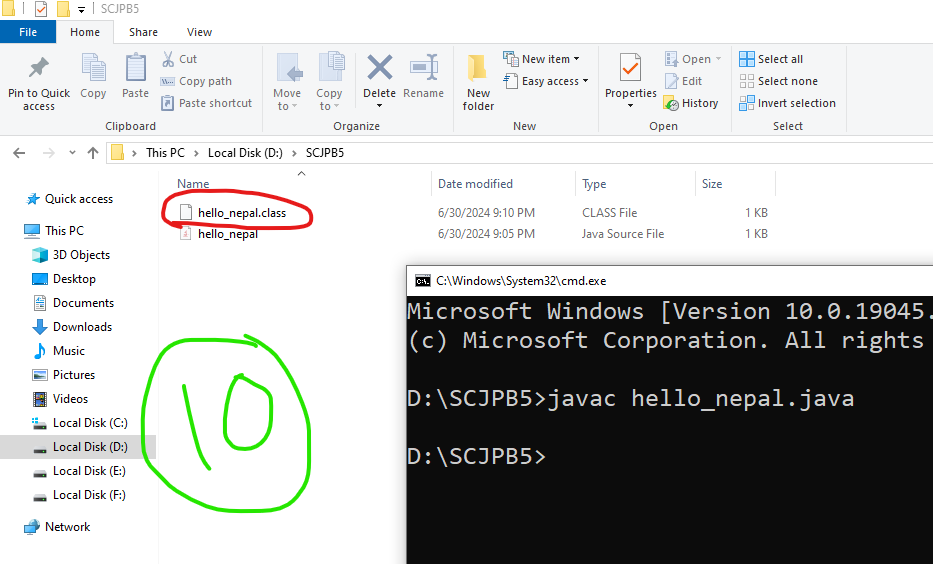 SCJPB5
File Home Share View
Pin to Quick access
Copy
Paste
Cut
Copy path
Paste shortcut
Clipboard
Move to
Copy to
Delete
Rename
Organize
New folder
New item
Easy access
New
Properties
Open
Edit
History
Open
Select all
Select none
Invert selection
Select
This PC > Local Disk (D:) > SCJPB5
Quick access
This PC
3D Objects
Desktop
Documents
Downloads
Music
Pictures
Videos
Local Disk (C:)
Local Disk (D:)
Local Disk (E:)
Local Disk (F:)
Network
Name Date modified Type Size
hello_nepal.class 6/30/2024 9:10 PM CLASS File 1 KB
hello_nepal 6/30/2024 9:05 PM Java Source File 1 KB
10
C:\Windows\System32\cmd.exe
Microsoft Windows [Version 10.0.19045.
(c) Microsoft Corporation. All rights
D:\SCJPB5>javac hello_nepal.java
D:\SCJPB5>